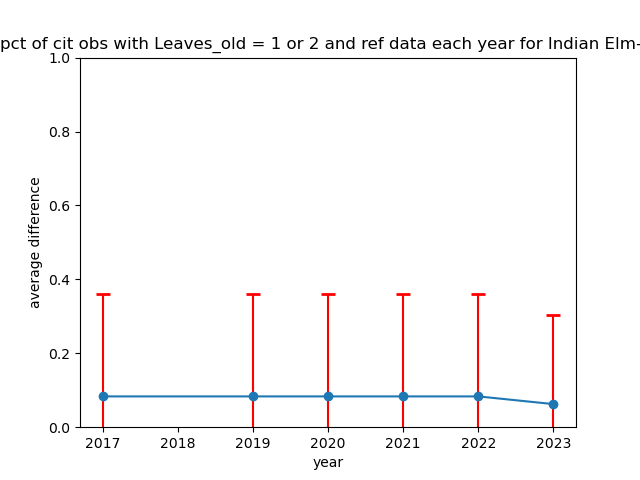 pct of cit obs with Leaves_old = 1 or 2 and ref data each year for Indian Elm-
1.0
0.8
0.6
0.4
0.2
0.0
average difference
2017 2018 2019 2020 2021 2022 2023
year